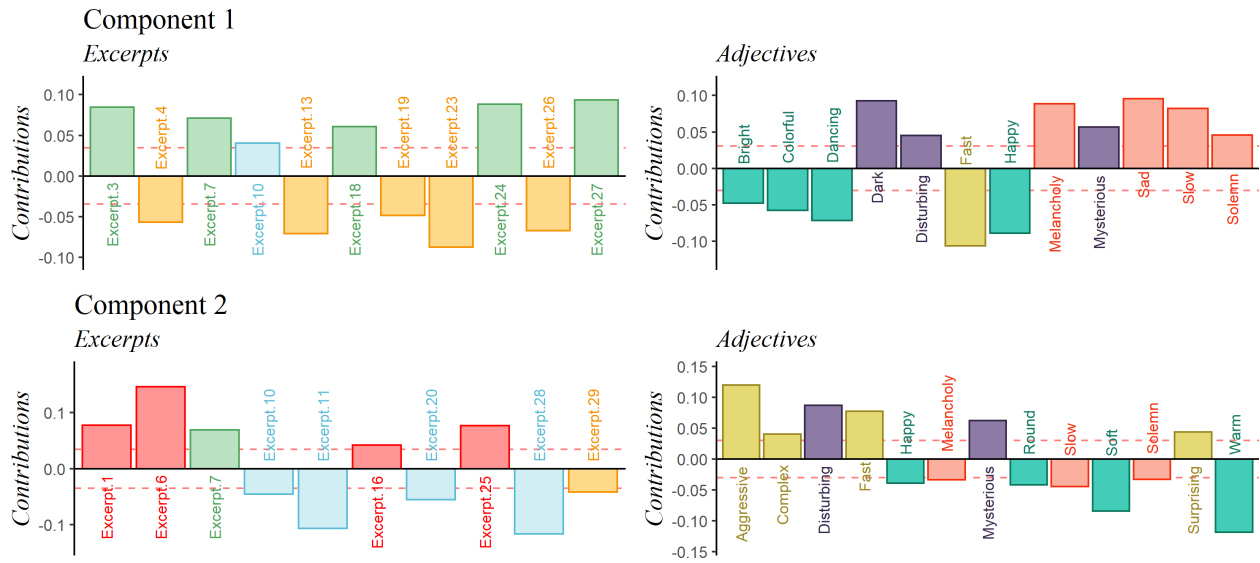 Component 1
Excerpts
Contributions
0.10
0.05
0.00
-0.05
-0.10
Excerpt.3
Excerpt.4
Excerpt.7
Excerpt.10
Excerpt.13
Excerpt.18
Excerpt.19
Excerpt.23
Excerpt.24
Excerpt.26
Excerpt.27
Adjectives
Contributions
0.10
0.05
0.00
-0.05
-0.10
Bright
Colorful
Dancing
Dark
Disturbing
Fast
Happy
Melancholy
Mysterious
Sad
Slow
Solemn
Component 2
Excerpts
Contributions
0.1
0.0
-0.1
Excerpt.1
Excerpt.6
Excerpt.7
Excerpt.10
Excerpt.11
Excerpt.16
Excerpt.20
Excerpt.25
Excerpt.28
Excerpt.29
Adjectives
Contributions
0.15
0.10
0.05
0.00
-0.05
-0.10
-0.15
Aggressive
Complex
Disturbing
Fast
Happy
Melancholy
Mysterious
Round
Slow
Soft
Solemn
Surprising
Warm